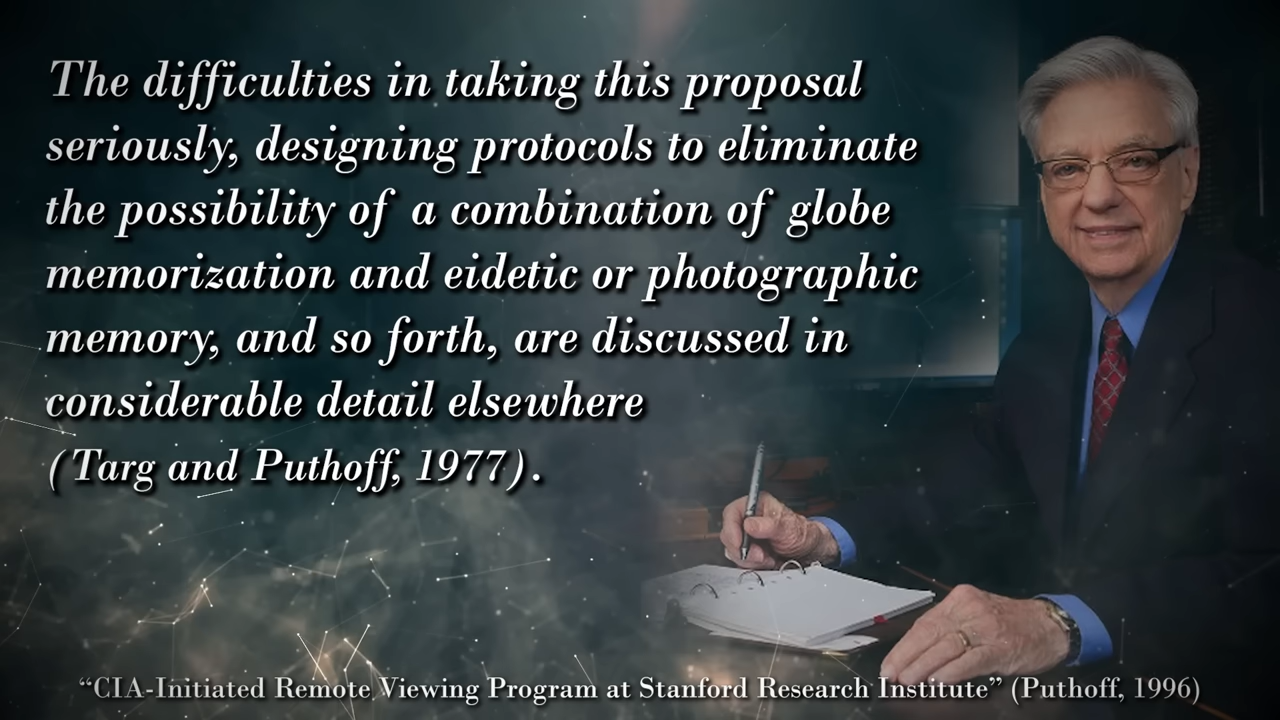 The difficulties in taking this proposal
seriously, designing protocols to eliminate
the possibility of a combination of globe
memorization and eidetic or photographic
memory, and so forth, are discussed in
considerable detail elsewhere
(Targ and Puthoff, 1977).
“CIA-Initiated Remote Viewing Program at Stanford Research Institute” (Puthoff, 1996)